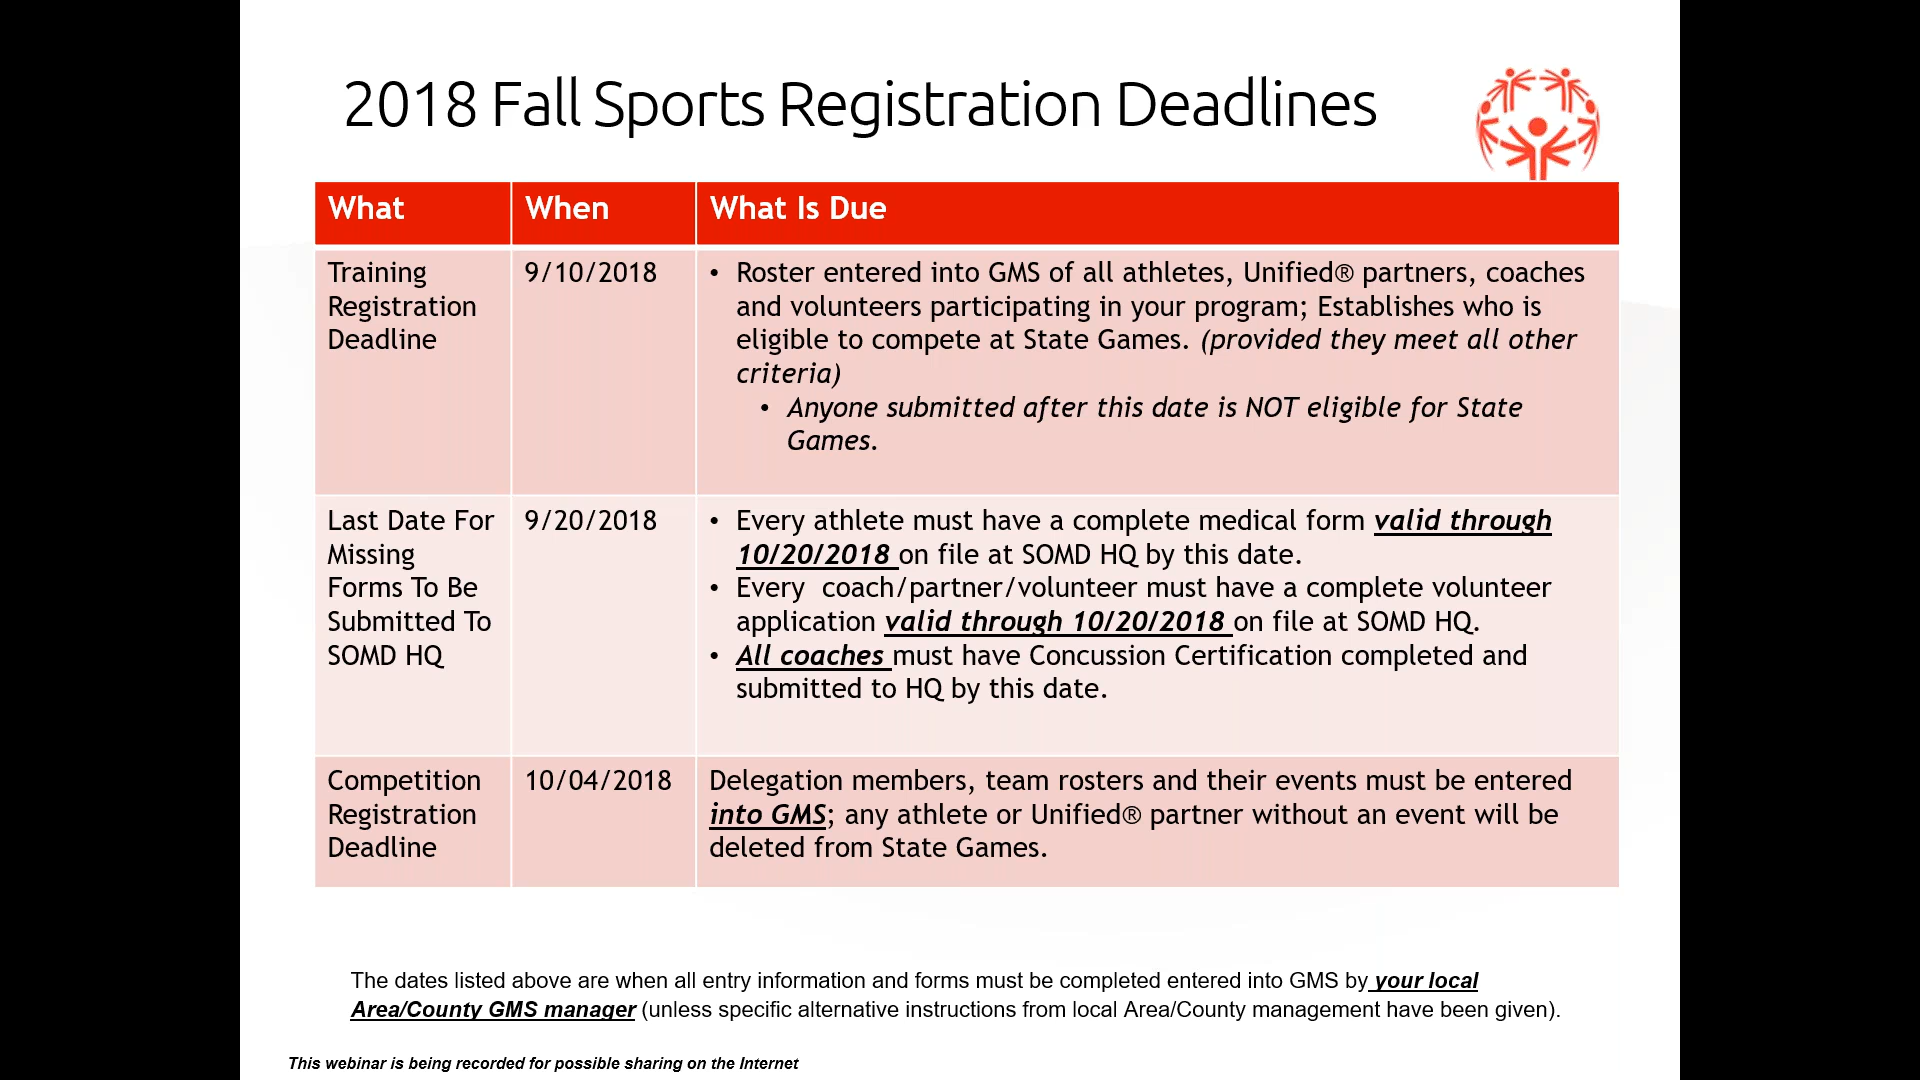 2018 Fall Sports Registration Deadlines
What When What Is Due
Training
Registration
Deadline
9/10/2018
• Roster entered into GMS of all athletes, Unified® partners, coaches
and volunteers participating in your program; Establishes who is
eligible to compete at State Games. (provided they meet all other
criteria)
• Anyone submitted after this date is NOT eligible for State
Games.
Last Date For
Missing
Forms To Be
Submitted To
SOMD HQ
9/20/2018
• Every athlete must have a complete medical form valid through
10/20/2018 on file at SOMD HQ by this date.
• Every  coach/partner/volunteer must have a complete volunteer
application valid through 10/20/2018 on file at SOMD HQ.
• All coaches must have Concussion Certification completed and
submitted to HQ by this date.
Competition
Registration
Deadline
10/04/2018
Delegation members, team rosters and their events must be entered
into GMS; any athlete or Unified® partner without an event will be
deleted from State Games.
The dates listed above are when all entry information and forms must be completed entered into GMS by your local
Area/County GMS manager (unless specific alternative instructions from local Area/County management have been given).
This webinar is being recorded for possible sharing on the Internet